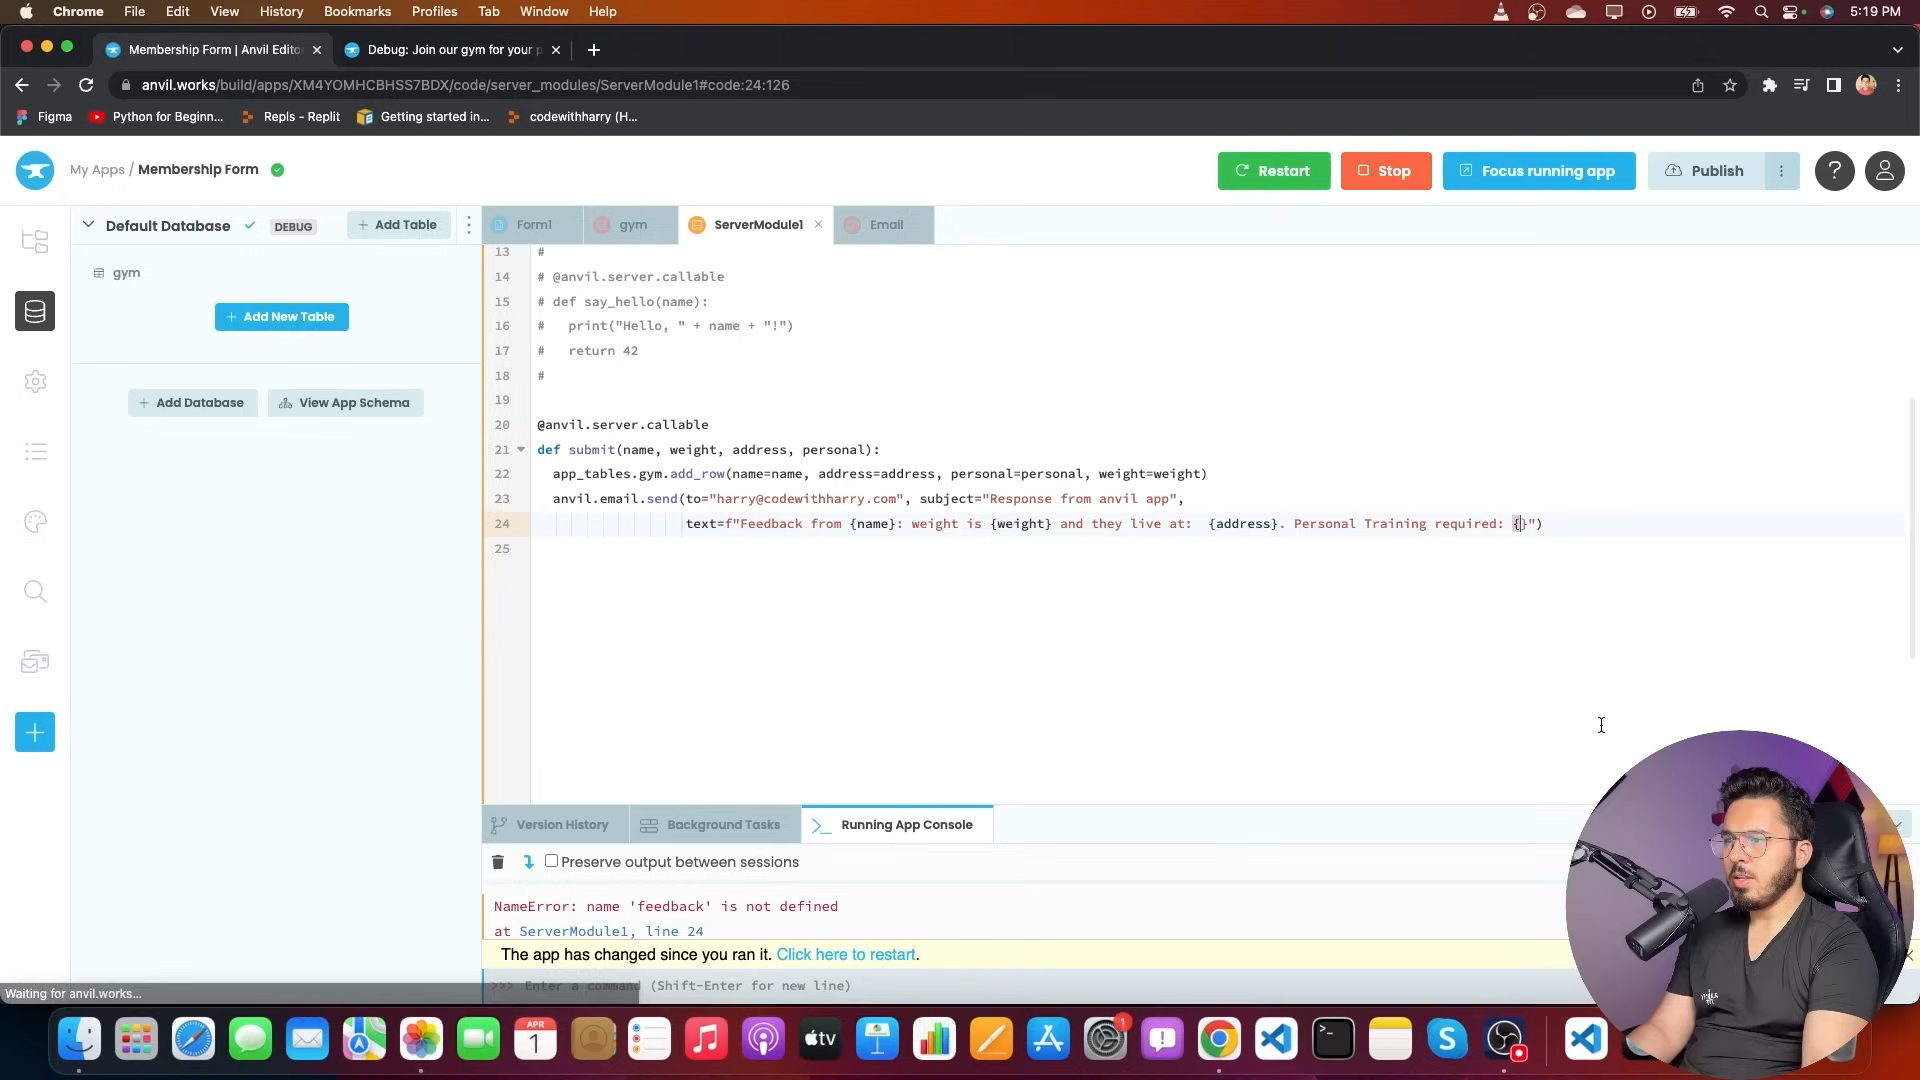 Chrome File Edit View History Bookmarks Profiles Tab Window Help 5:19 PM
Membership Form | Anvil Edito Debug: Join our gym for your p
anvil.works/build/apps/XM4YOMHCBHSS7BDX/code/server_modules/ServerModule1#code:24:126
Figma Python for Beginn... Repls - Replit Getting started in... codewithharry (H...
My Apps / Membership Form Restart Stop Focus running app Publish ?
Default Database DEBUG + Add Table Form1 gym ServerModule1 Email
gym
+ Add New Table
+ Add Database View App Schema
13 #
14 # @anvil.server.callable
15 # def say_hello(name):
16 #   print("Hello, " + name + "!")
17 #   return 42
18 #
19
20 @anvil.server.callable
21 def submit(name, weight, address, personal):
22   app_tables.gym.add_row(name=name, address=address, personal=personal, weight=weight)
23   anvil.email.send(to="harry@codewithharry.com", subject="Response from anvil app",
24                    text=f"Feedback from {name}: weight is {weight} and they live at:  {address}. Personal Training required: {}")
25
Version History Background Tasks Running App Console
Preserve output between sessions
NameError: name 'feedback' is not defined
at ServerModule1, line 24
The app has changed since you ran it. Click here to restart.
>>> Enter a command (Shift-Enter for new line)
Waiting for anvil.works...
APR
1
tv
1